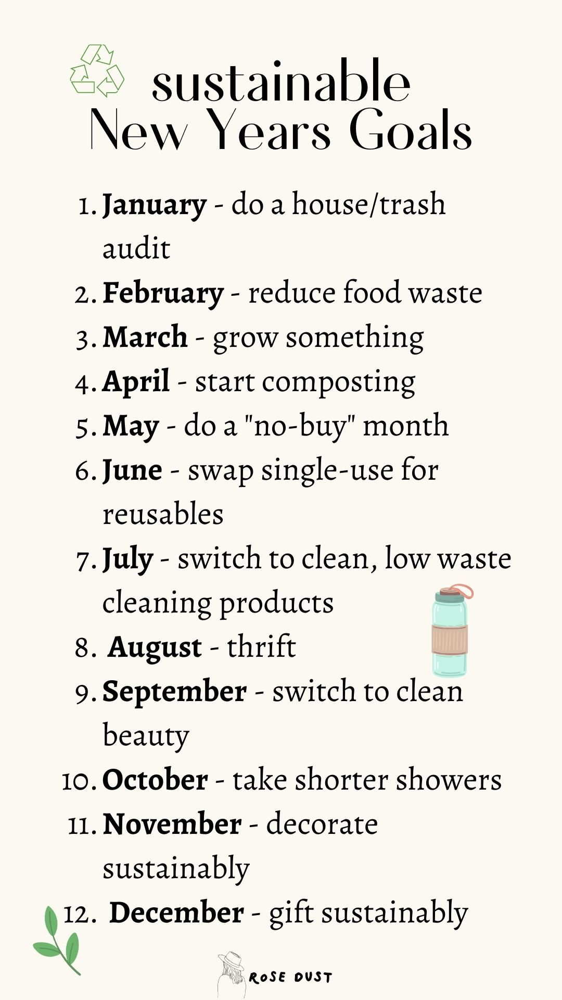 sustainable
New Years Goals
1. January - do a house/trash
audit
2. February - reduce food waste
3. March - grow something
4. April - start composting
5. May - do a "no-buy" month
6. June - swap single-use for
reusables
7. July - switch to clean, low waste
cleaning products
8. August - thrift
9. September - switch to clean
beauty
10. October - take shorter showers
11. November - decorate
sustainably
12. December - gift sustainably
ROSE DUST